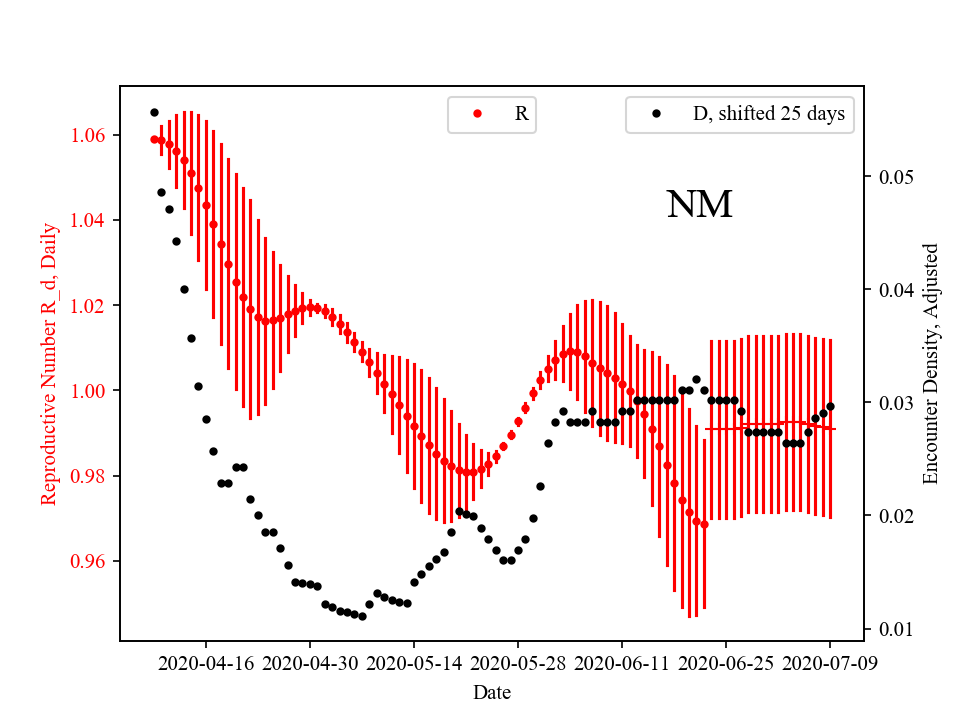 R
D, shifted 25 days
NM
1.06
1.04
1.02
1.00
0.98
0.96
Reproductive Number R_d, Daily
0.05
0.04
0.03
0.02
0.01
Encounter Density, Adjusted
2020-04-16 2020-04-30 2020-05-14 2020-05-28 2020-06-11 2020-06-25 2020-07-09
Date